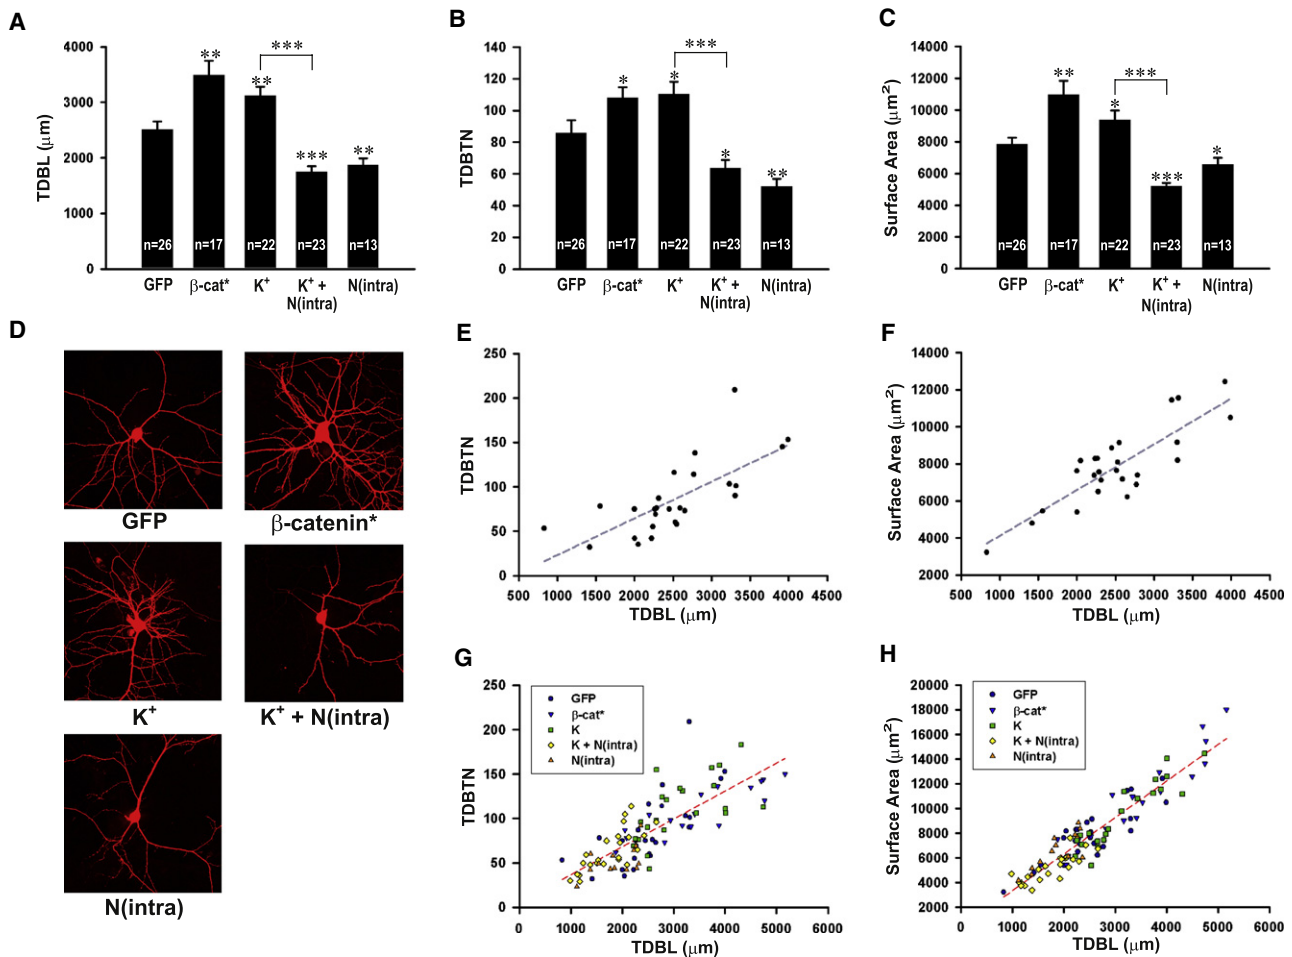 A
4000
3000
2000
1000
0
TDBL (μm)
**
**
***
***
**
n=26
n=17
n=22
n=23
n=13
GFP
β-cat*
K+
K+ +
N(intra)
N(intra)
B
140
120
100
80
60
40
20
0
TDBTN
*
*
***
*
**
n=26
n=17
n=22
n=23
n=13
GFP
β-cat*
K+
K+ +
N(intra)
N(intra)
C
14000
12000
10000
8000
6000
4000
2000
0
Surface Area (μm²)
**
*
***
***
*
n=26
n=17
n=22
n=23
n=13
GFP
β-cat*
K+
K+ +
N(intra)
N(intra)
D
GFP
β-catenin*
K+
K+ + N(intra)
N(intra)
E
250
200
150
100
50
0
TDBTN
500 1000 1500 2000 2500 3000 3500 4000 4500
TDBL (μm)
F
14000
12000
10000
8000
6000
4000
2000
Surface Area (μm²)
500 1000 1500 2000 2500 3000 3500 4000 4500
TDBL (μm)
G
250
200
150
100
50
0
TDBTN
GFP
β-cat*
K
K + N(intra)
N(intra)
0 1000 2000 3000 4000 5000 6000
TDBL (μm)
H
20000
18000
16000
14000
12000
10000
8000
6000
4000
2000
Surface Area (μm²)
GFP
β-cat*
K
K + N(intra)
N(intra)
0 1000 2000 3000 4000 5000 6000
TDBL (μm)